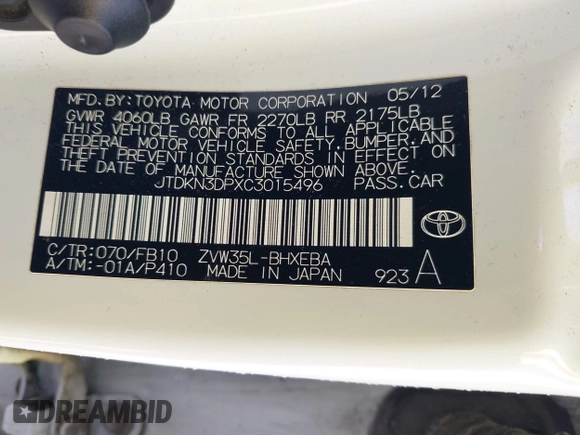 MFD.BY:TOYOTA MOTOR CORPORATION 05/12
GVWR 4060LB GAWR FR 2270LB RR 2175LB
THIS VEHICLE CONFORMS TO ALL APPLICABLE
FEDERAL MOTOR VEHICLE SAFETY, BUMPER, AND
THEFT PREVENTION STANDARDS IN EFFECT ON
THE DATE OF MANUFACTURE SHOWN ABOVE.
JTDKN3DPXC3015496 PASS.CAR
C/TR:070/FB10 ZVW35L-BHXEBA
A/TM:-01A/P410 MADE IN JAPAN 923 A
DREAMBID